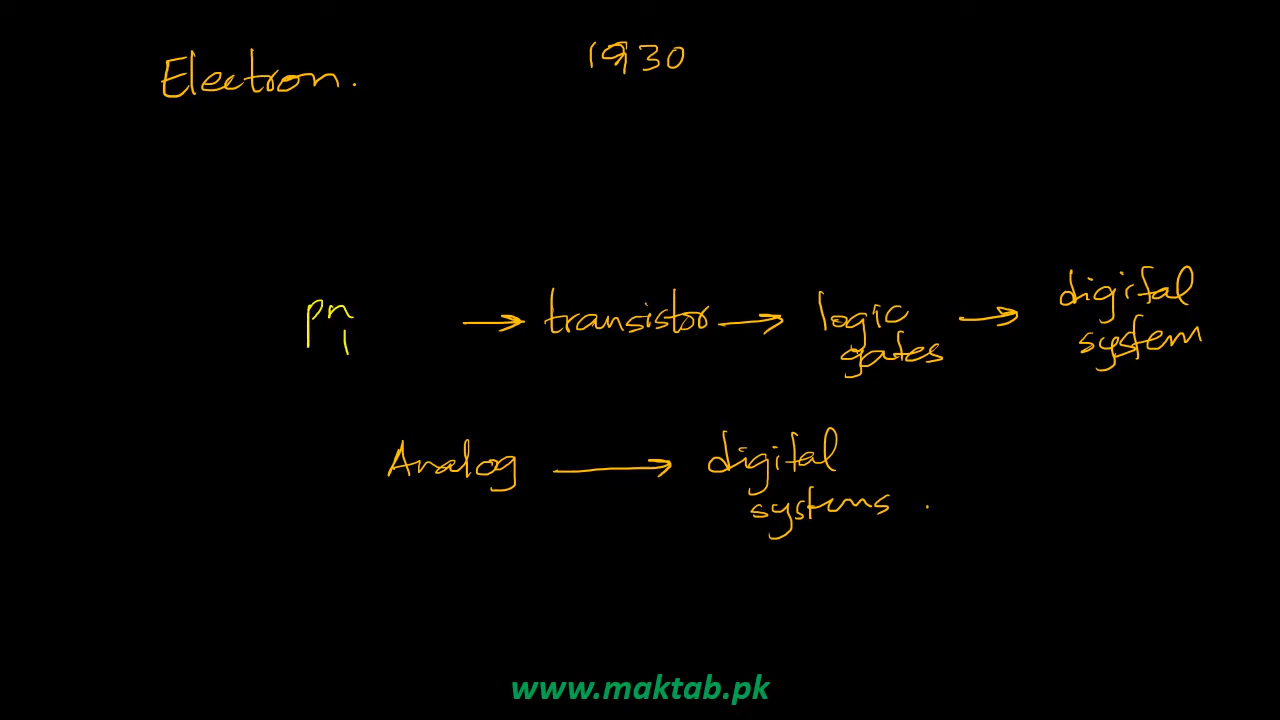 Electron. 1930
pn → transistor → logic gates → digital system
Analog → digital systems.
www.maktab.pk